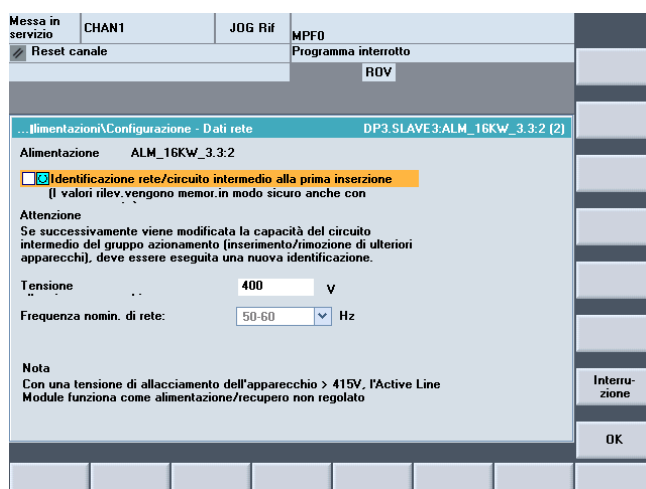 Messa in
servizio
CHAN1
JOG Rif
MPF0
Reset canale
Programma interrotto
ROV
...limentazioni\Configurazione - Dati rete
DP3.SLAVE3:ALM_16KW_3.3:2 (2)
Alimentazione ALM_16KW_3.3:2
Identificazione rete/circuito intermedio alla prima inserzione
(I valori rilev.vengono memor.in modo sicuro anche con
Attenzione
Se successivamente viene modificata la capacità del circuito
intermedio del gruppo azionamento (inserimento/rimozione di ulteriori
apparecchi), deve essere eseguita una nuova identificazione.
Tensione 400 V
Frequenza nomin. di rete: 50-60 Hz
Nota
Con una tensione di allacciamento dell'apparecchio > 415V, l'Active Line
Module funziona come alimentazione/recupero non regolato
Interru-
zione
OK